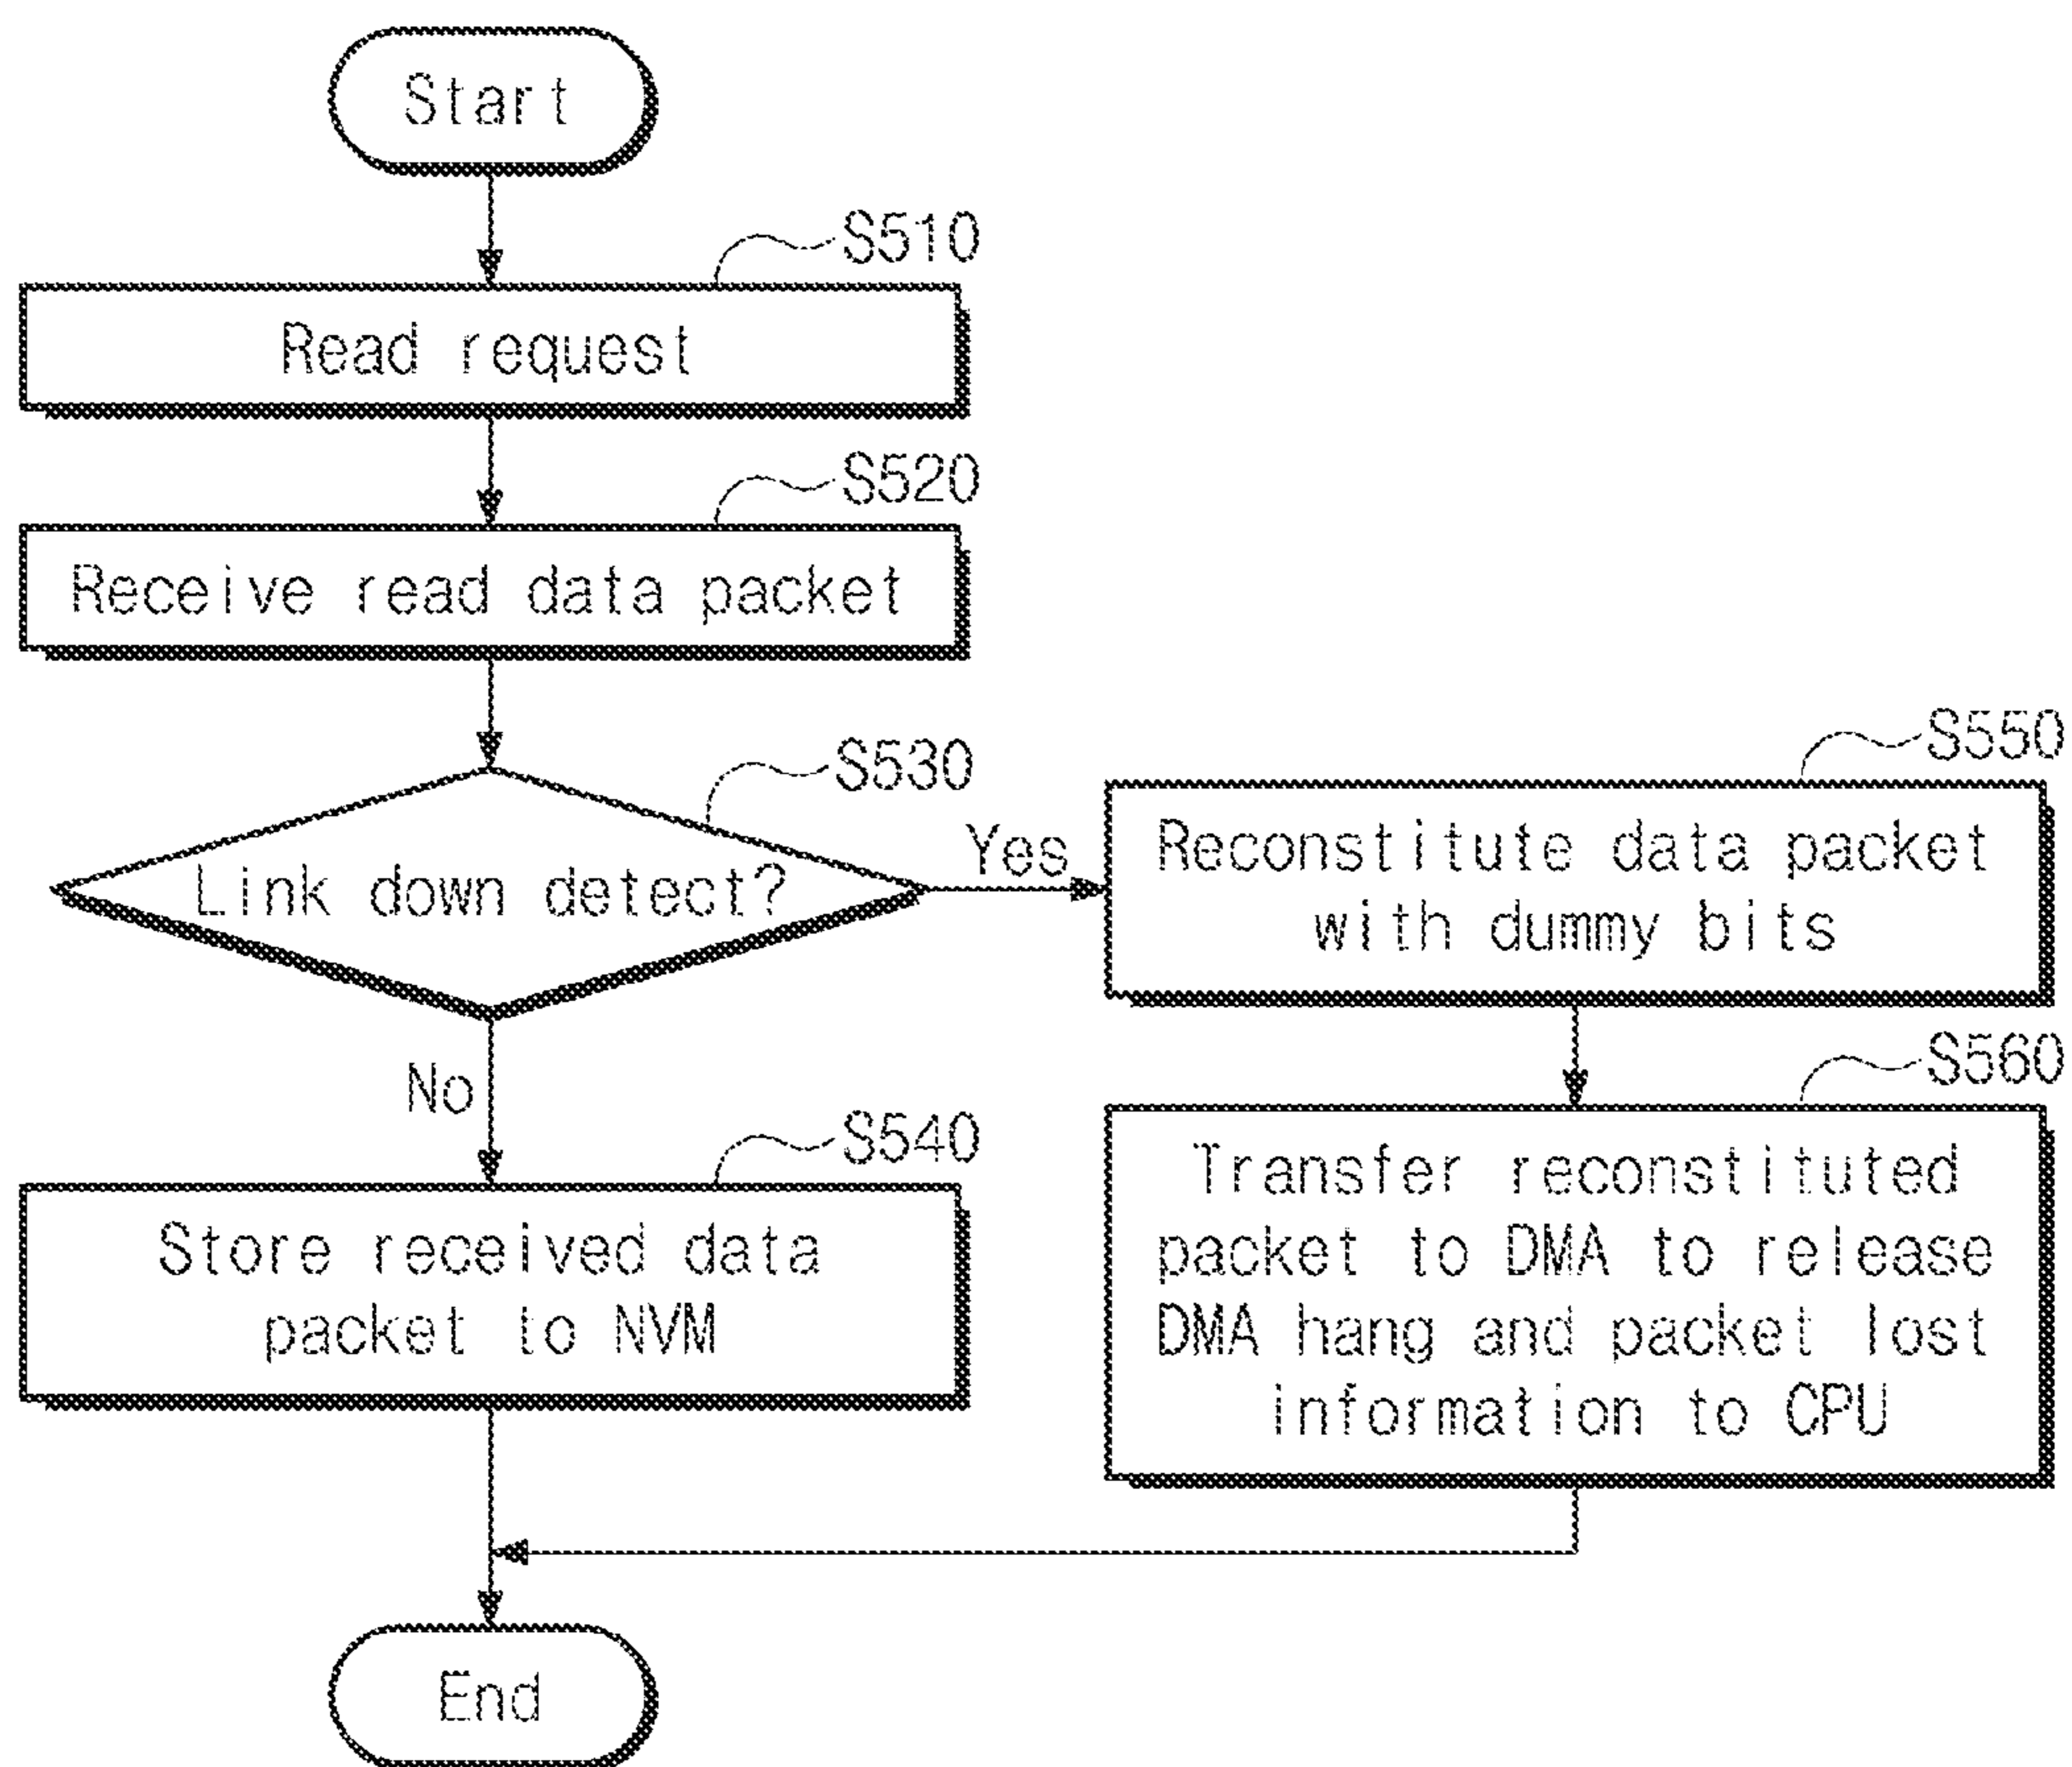 Start
S510
Read request
S520
Receive read data packet
S530
Link down detect?
Yes
No
S540
Store received data
packet to NVM
S550
Reconstitute data packet
with dummy bits
S560
Transfer reconstituted
packet to DMA to release
DMA hang and packet lost
information to CPU
End